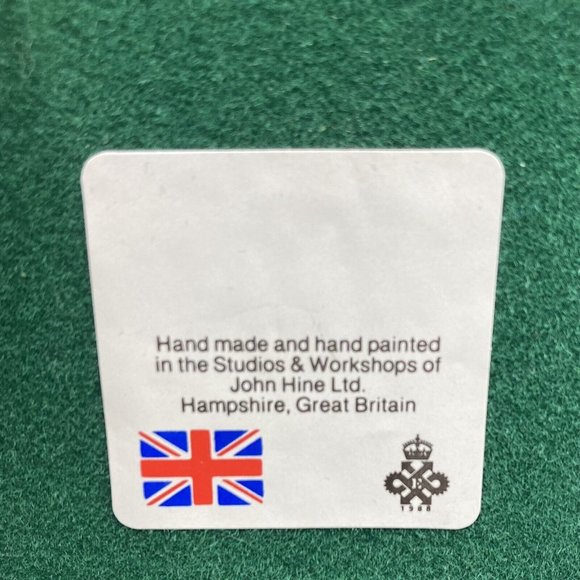 Hand made and hand painted
in the Studios & Workshops of
John Hine Ltd.
Hampshire, Great Britain
E
1988